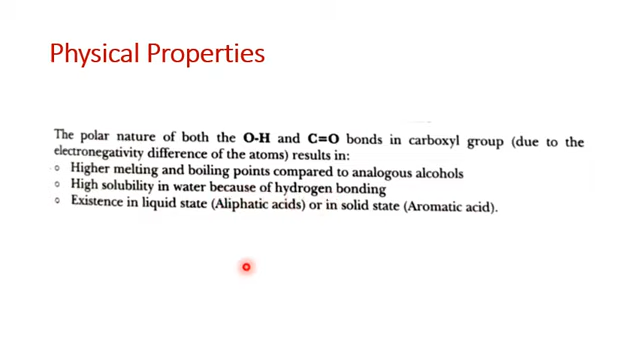 Physical Properties
The polar nature of both the O-H and C=O bonds in carboxyl group (due to the
electronegativity difference of the atoms) results in:
Higher melting and boiling points compared to analogous alcohols
High solubility in water because of hydrogen bonding
Existence in liquid state (Aliphatic acids) or in solid state (Aromatic acid).